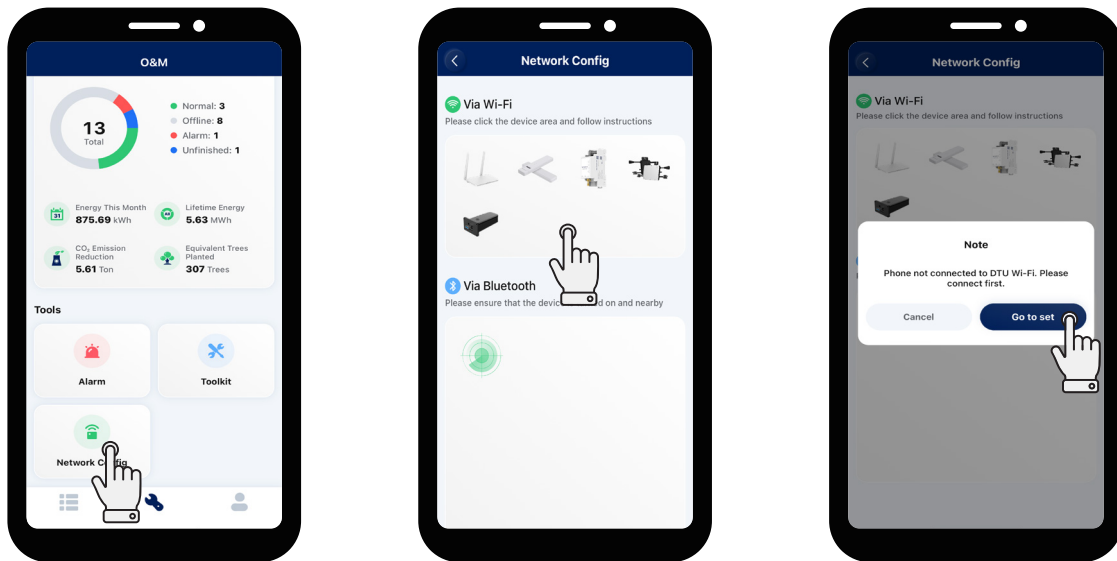 O&M
13
Total
Normal: 3
Offline: 8
Alarm: 1
Unfinished: 1
31
Energy This Month
875.69 kWh
Lifetime Energy
5.63 MWh
CO₂ Emission
Reduction
5.61 Ton
Equivalent Trees
Planted
307 Trees
Tools
Alarm
Toolkit
Network C fig
Network Config
Via Wi-Fi
Please click the device area and follow instructions
Via Bluetooth
Please ensure that the devic d on and nearby
Network Config
Via Wi-Fi
Please click the device area and follow instructions
Note
Phone not connected to DTU Wi-Fi. Please
connect first.
Cancel
Go to set